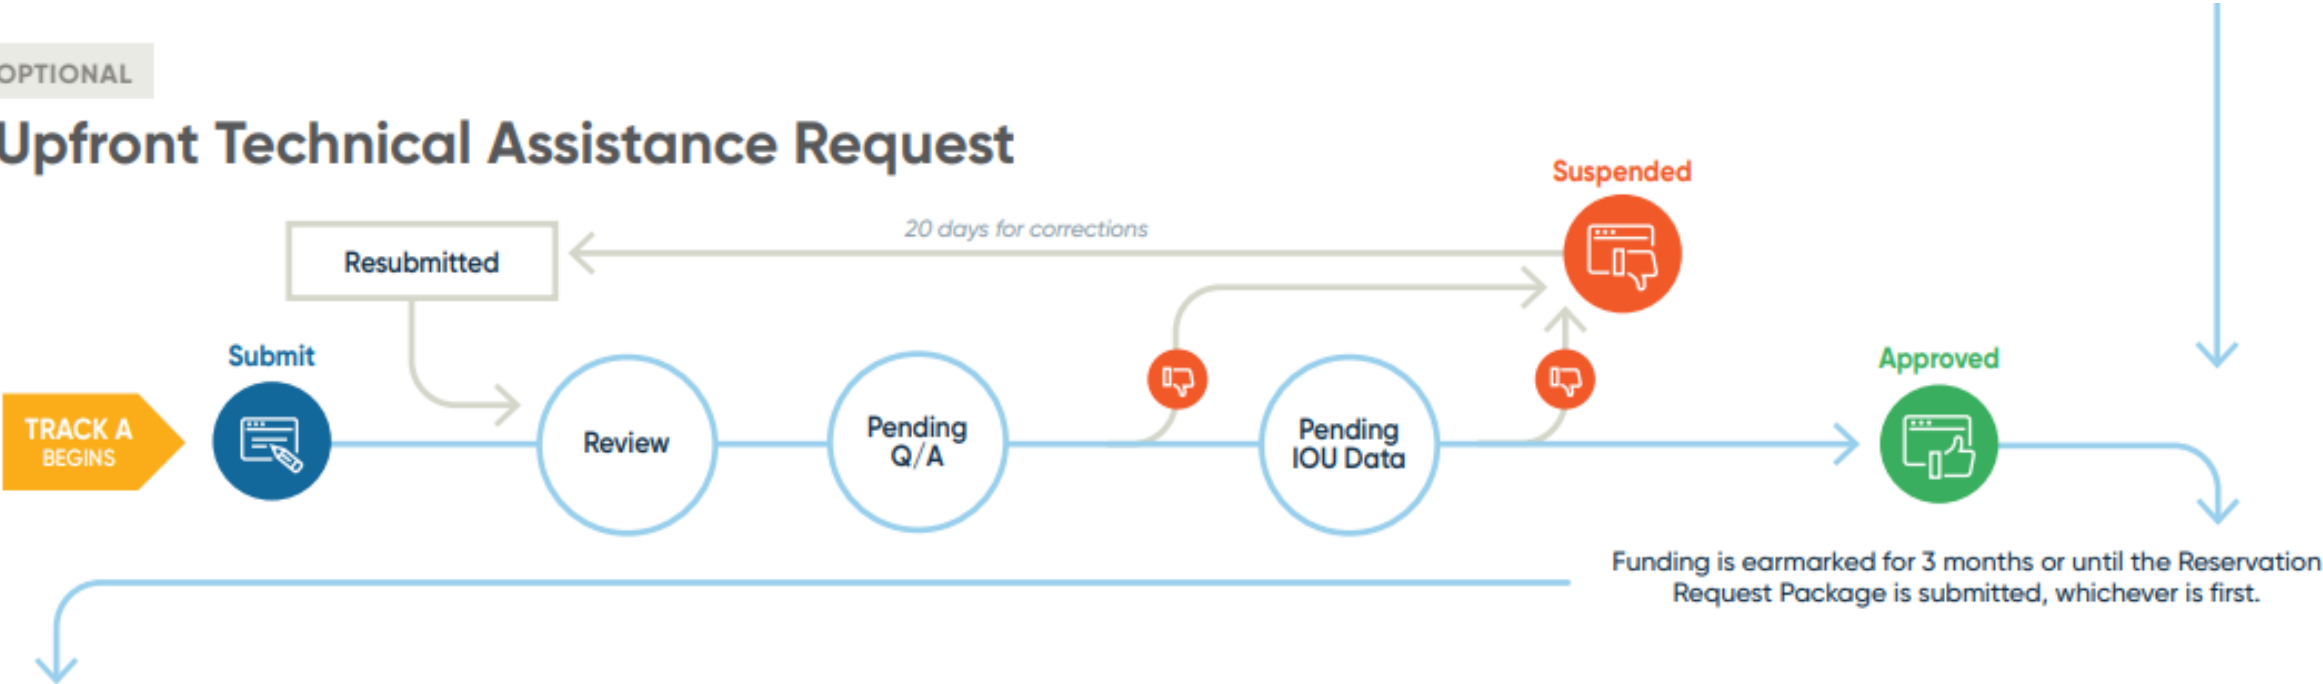 OPTIONAL
Upfront Technical Assistance Request
Suspended
20 days for corrections
Resubmitted
Submit
Approved
TRACK A
BEGINS
Review
Pending
Q/A
Pending
IOU Data
Funding is earmarked for 3 months or until the Reservation
Request Package is submitted, whichever is first.